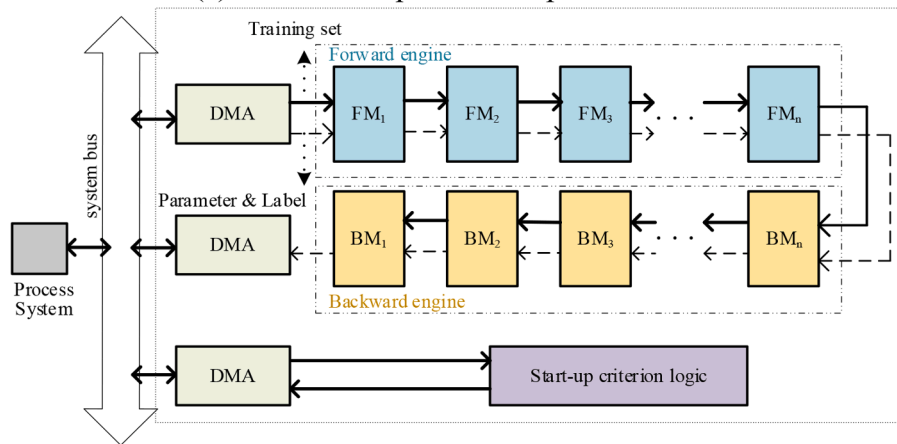 Training set
Forward engine
DMA
FM₁
FM₂
FM₃
. . .
FMₙ
system bus
Parameter & Label
DMA
BM₁
BM₂
BM₃
. . .
BMₙ
Process
System
Backward engine
DMA
Start-up criterion logic